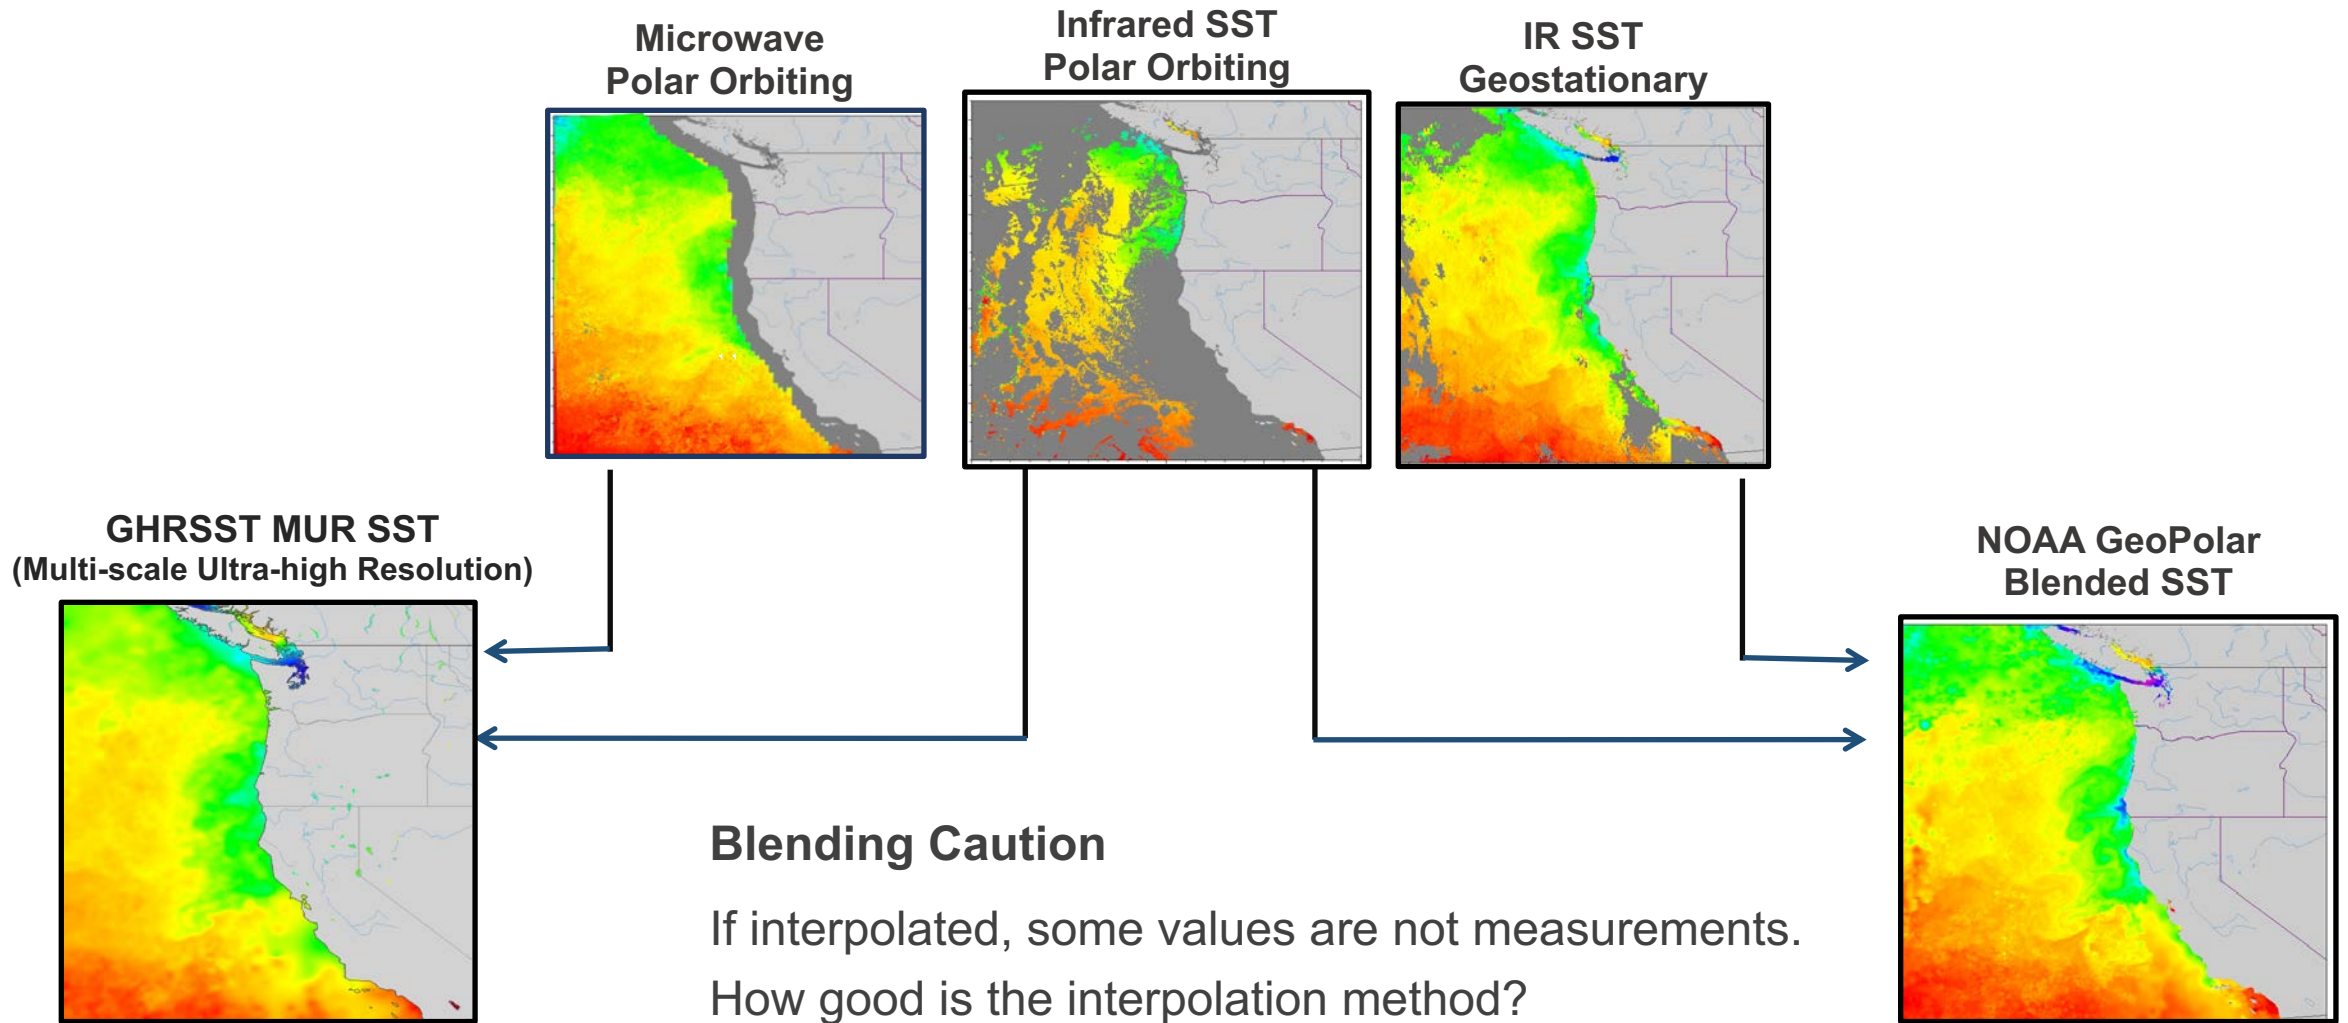 Microwave
Polar Orbiting
Infrared SST
Polar Orbiting
IR SST
Geostationary
GHRSST MUR SST
(Multi-scale Ultra-high Resolution)
NOAA GeoPolar
Blended SST
Blending Caution
If interpolated, some values are not measurements.
How good is the interpolation method?